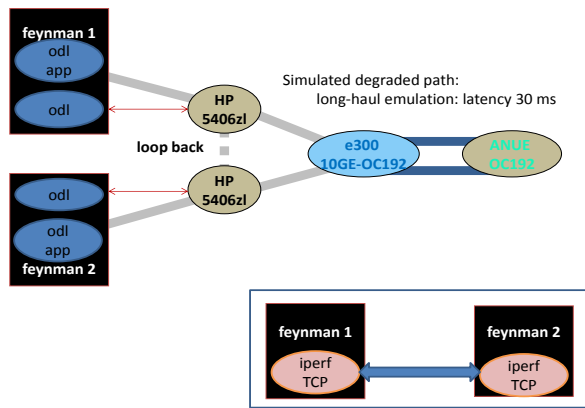 feynman 1
odl
app
odl
HP
5406zl
Simulated degraded path:
long-haul emulation: latency 30 ms
loop back
e300
10GE-OC192
ANUE
OC192
odl
HP
5406zl
odl
app
feynman 2
feynman 1
feynman 2
iperf
TCP
iperf
TCP